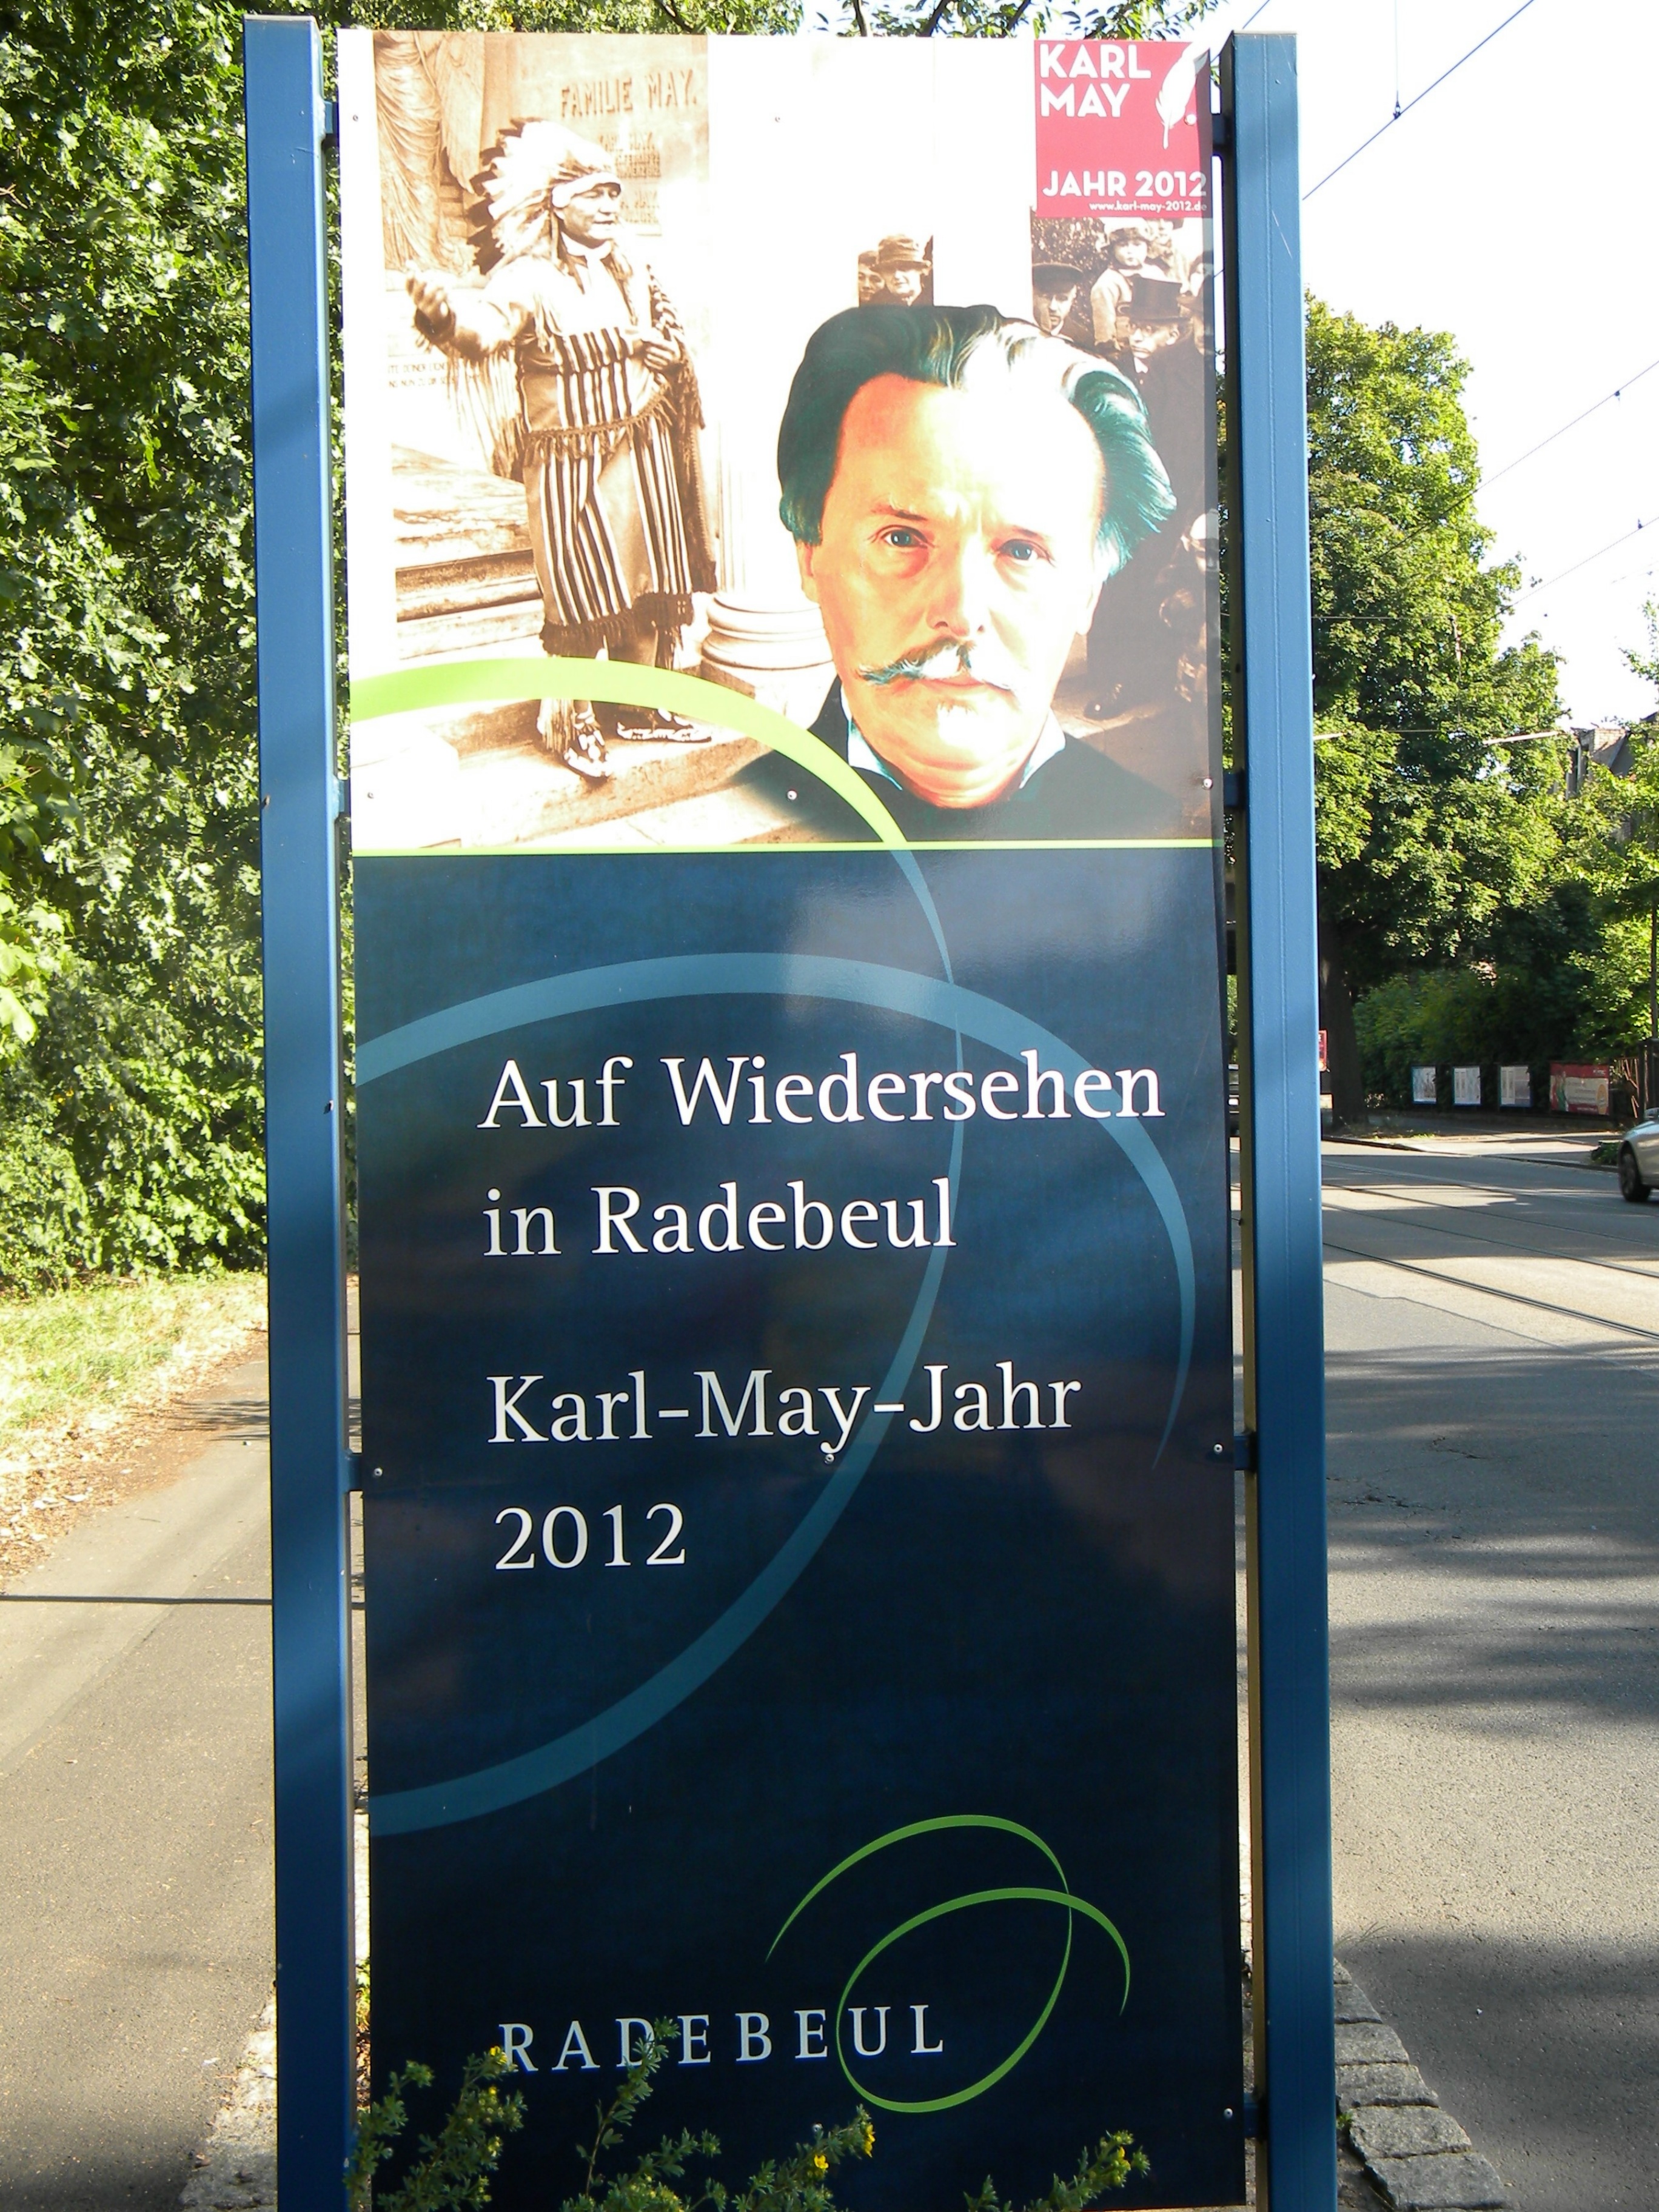 FAMILIE MAY.
KARL
MAY
JAHR 2012
www.karl-may-2012.de
Auf Wiedersehen
in Radebeul
Karl-May-Jahr
2012
RADEBEUL